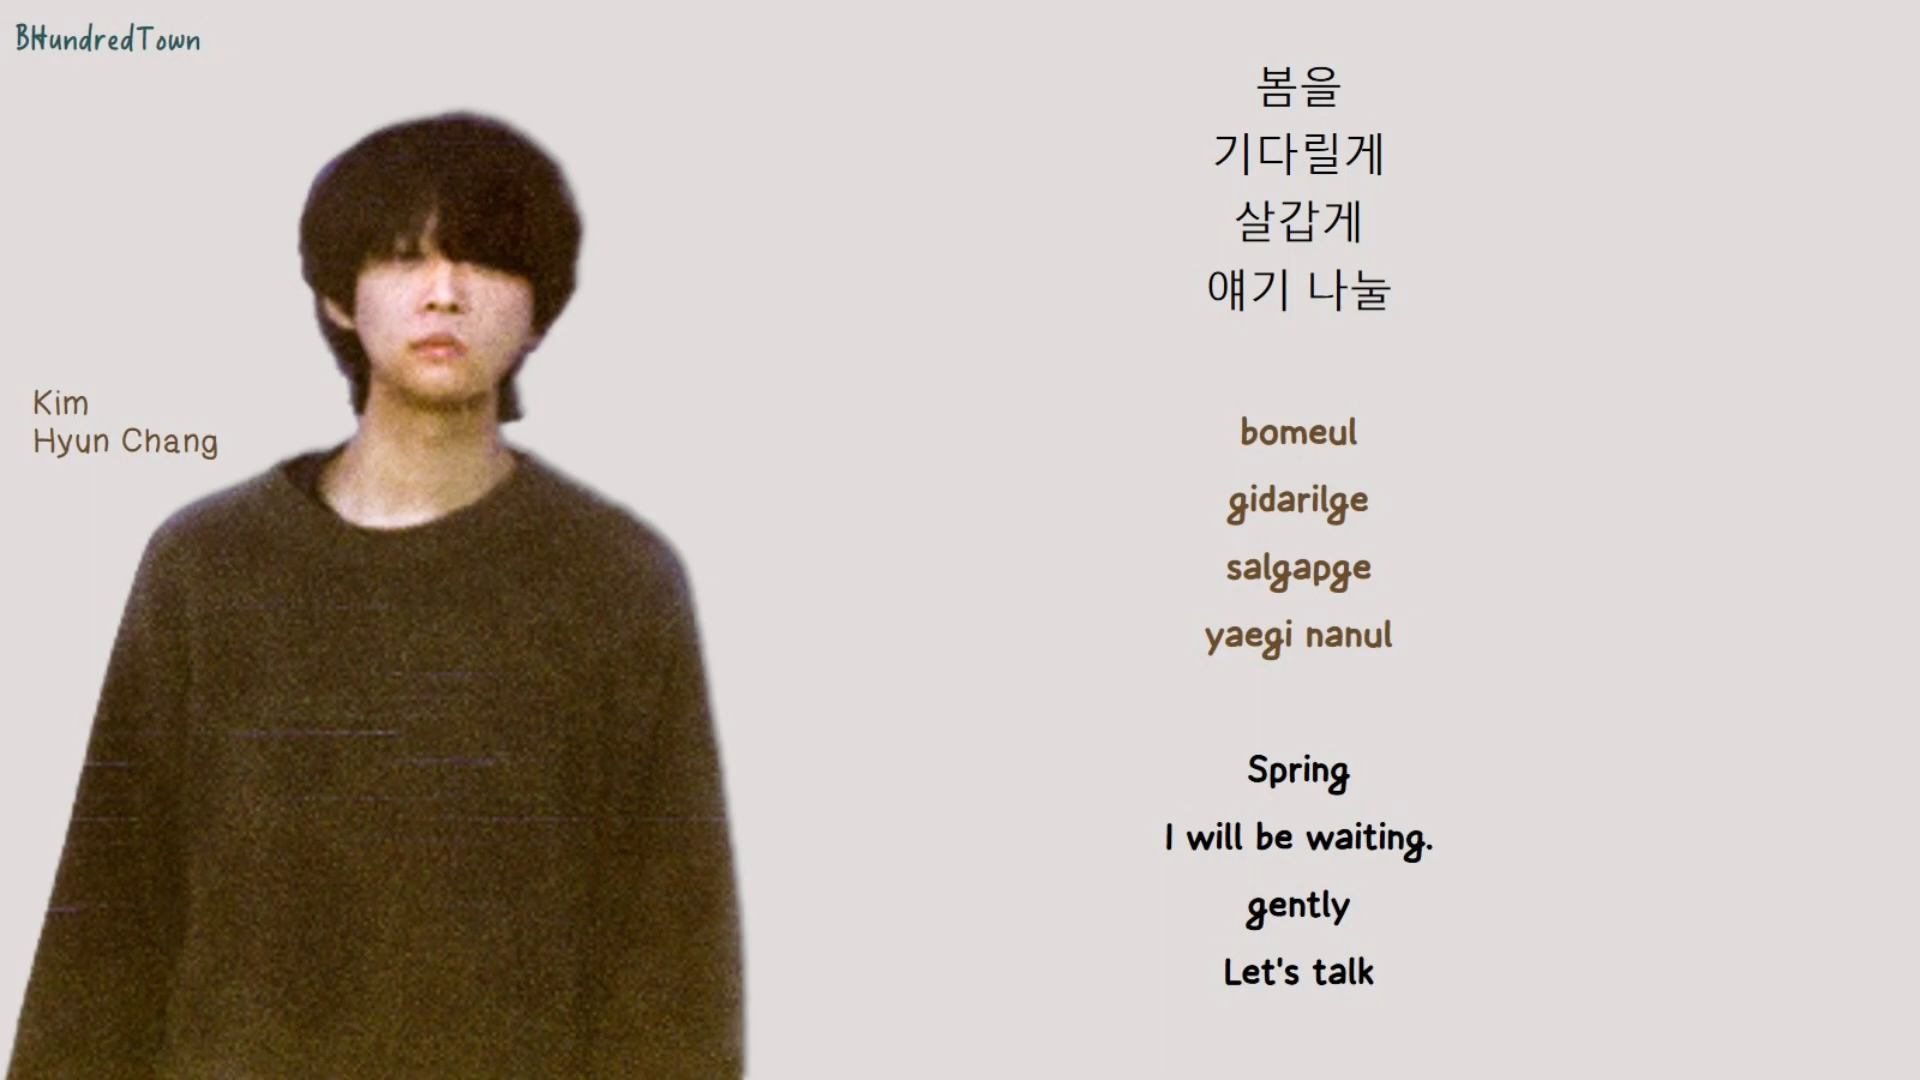 BHundredTown
Kim
Hyun Chang
봄을
기다릴게
살갑게
얘기 나눌
bomeul
gidarilge
salgapge
yaegi nanul
Spring
I will be waiting.
gently
Let's talk